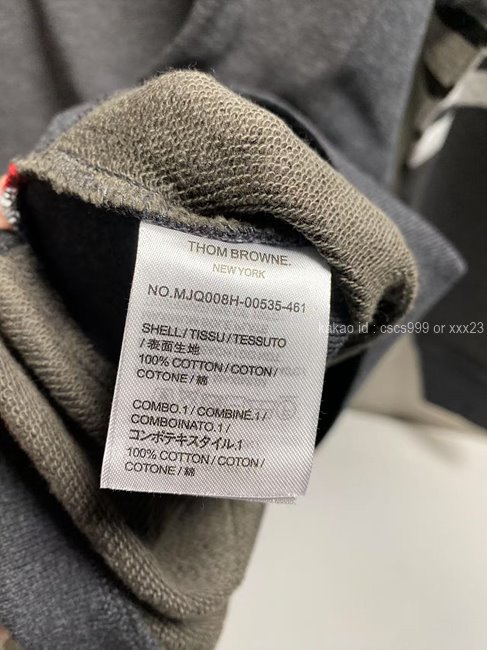 THOM BROWNE.
NEW YORK
NO.MJQ008H-00535-461
SHELL / TISSU / TESSUTO
/ 表面生地
100% COTTON / COTON /
COTONE / 綿
COMBO.1 / COMBINE.1 /
COMBOINATO.1 /
コンポテキスタイル.1
100% COTTON / COTON /
COTONE / 綿
kakao id : cscs999 or xxx23